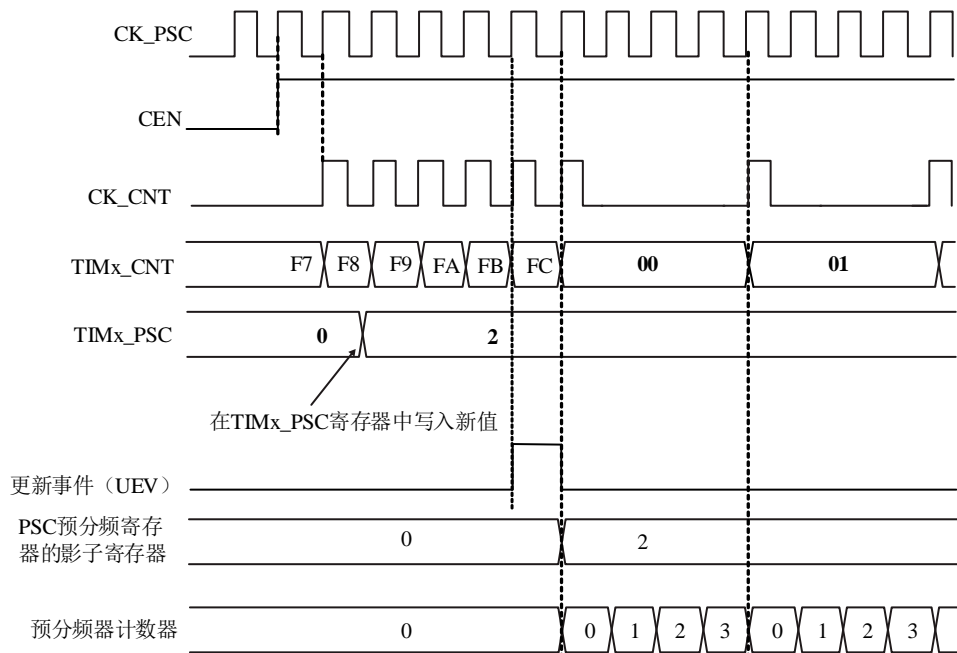 CK_PSC
CEN
CK_CNT
TIMx_CNT F7 F8 F9 FA FB FC 00 01
TIMx_PSC 0 2
在TIMx_PSC寄存器中写入新值
更新事件（UEV）
PSC预分频寄存
器的影子寄存器 0 2
预分频器计数器 0 0 1 2 3 0 1 2 3